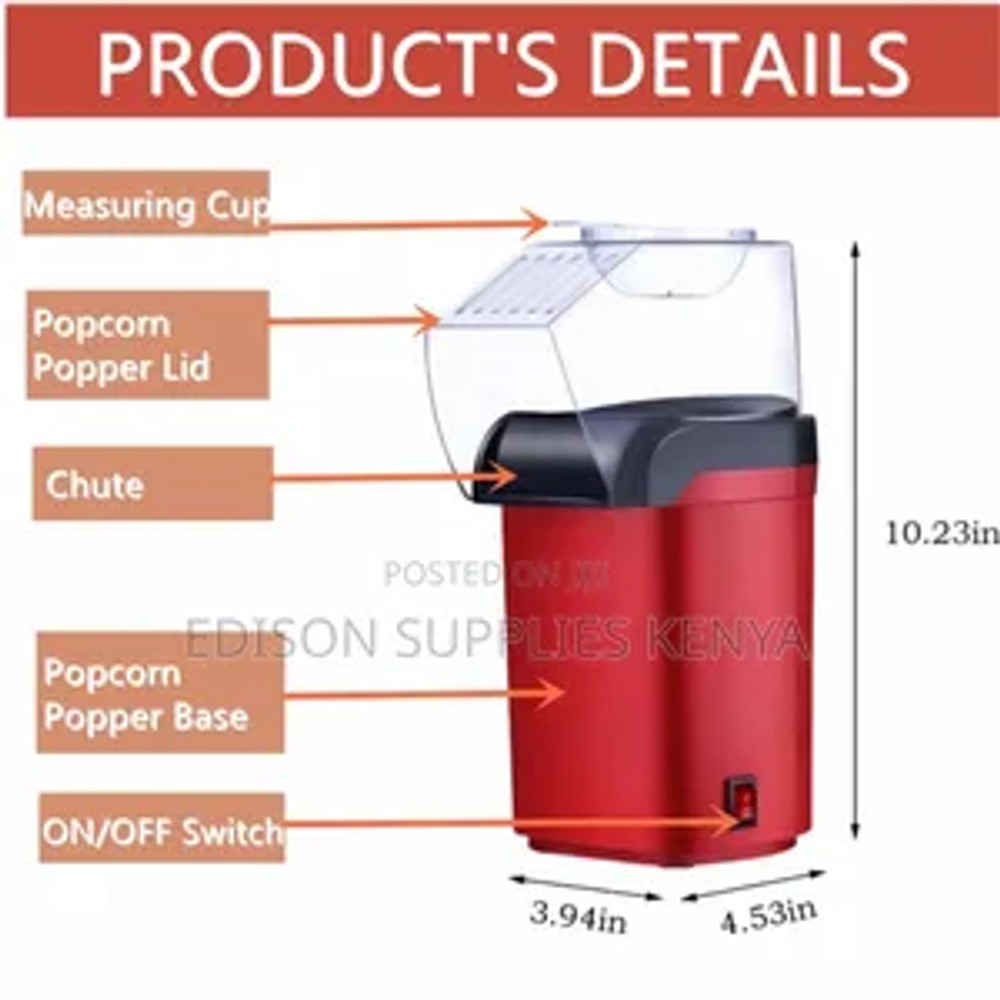 PRODUCT'S DETAILS
Measuring Cup
Popcorn
Popper Lid
Chute
10.23in
POSTED ON
EDISON SUPPLIES KENYA
Popcorn
Popper Base
ON/OFF Switch
3.94in
4.53in